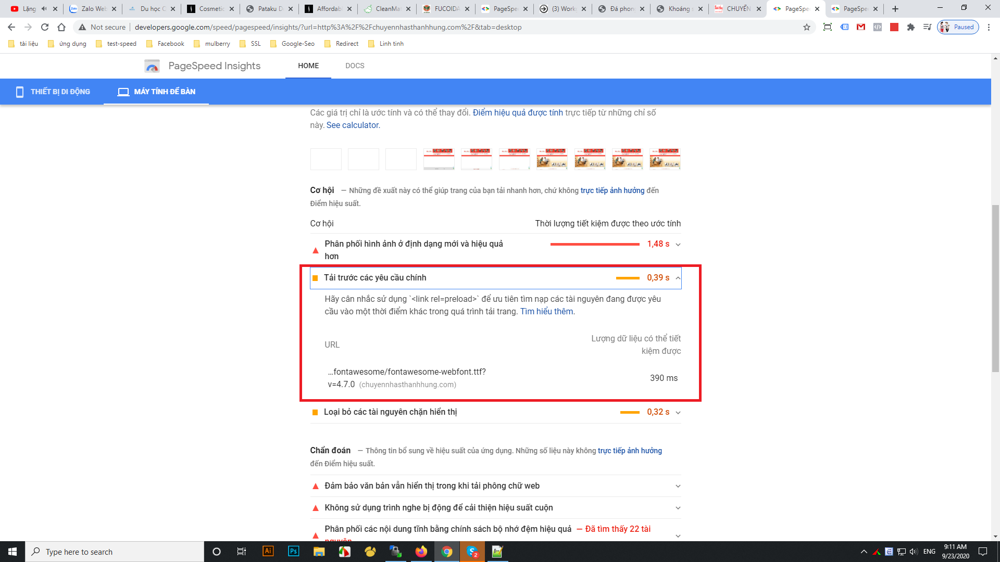 Lặng
Zalo Web
Du học C
Cosmetic
Pataku D
Affordab
CleanMa
FUCOIDA
PageSpee
(3) Work
Đá phon
Khoáng s
CHUYỂN
PageSpee
PageSpee
Not secure
developers.google.com/speed/pagespeed/insights/?url=http%3A%2F%2Fchuyennhasthanhhung.com%2F&tab=desktop
Paused
tài liệu
ứng dụng
test-speed
Facebook
mulberry
SSL
Google-Seo
Redirect
Linh tinh
PageSpeed Insights
HOME
DOCS
THIẾT BỊ DI ĐỘNG
MÁY TÍNH ĐỂ BÀN
Các giá trị chỉ là ước tính và có thể thay đổi. Điểm hiệu quả được tính trực tiếp từ những chỉ số
này. See calculator.
Cơ hội — Những đề xuất này có thể giúp trang của bạn tải nhanh hơn, chứ không trực tiếp ảnh hưởng đến
Điểm hiệu suất.
Cơ hội
Thời lượng tiết kiệm được theo ước tính
Phân phối hình ảnh ở định dạng mới và hiệu quả
hơn
1,48 s
Tải trước các yêu cầu chính
0,39 s
Hãy cân nhắc sử dụng `<link rel=preload>` để ưu tiên tìm nạp các tài nguyên đang được yêu
cầu vào một thời điểm khác trong quá trình tải trang. Tìm hiểu thêm.
URL
Lượng dữ liệu có thể tiết
kiệm được
…fontawesome/fontawesome-webfont.ttf?
v=4.7.0 (chuyennhasthanhhung.com)
390 ms
Loại bỏ các tài nguyên chặn hiển thị
0,32 s
Chẩn đoán — Thông tin bổ sung về hiệu suất của ứng dụng. Những số liệu này không trực tiếp ảnh hưởng
đến Điểm hiệu suất.
Đảm bảo văn bản vẫn hiển thị trong khi tải phông chữ web
Không sử dụng trình nghe bị động để cải thiện hiệu suất cuộn
Phân phối các nội dung tĩnh bằng chính sách bộ nhớ đệm hiệu quả — Đã tìm thấy 22 tài
nguyên
Type here to search
Ai
Ps
2
ENG
9:11 AM
9/23/2020